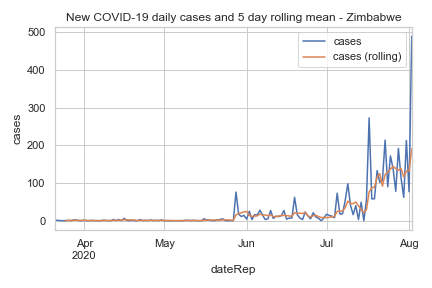 New COVID-19 daily cases and 5 day rolling mean - Zimbabwe
cases
cases (rolling)
500
400
300
200
100
0
cases
Apr
2020
May
Jun
Jul
Aug
dateRep